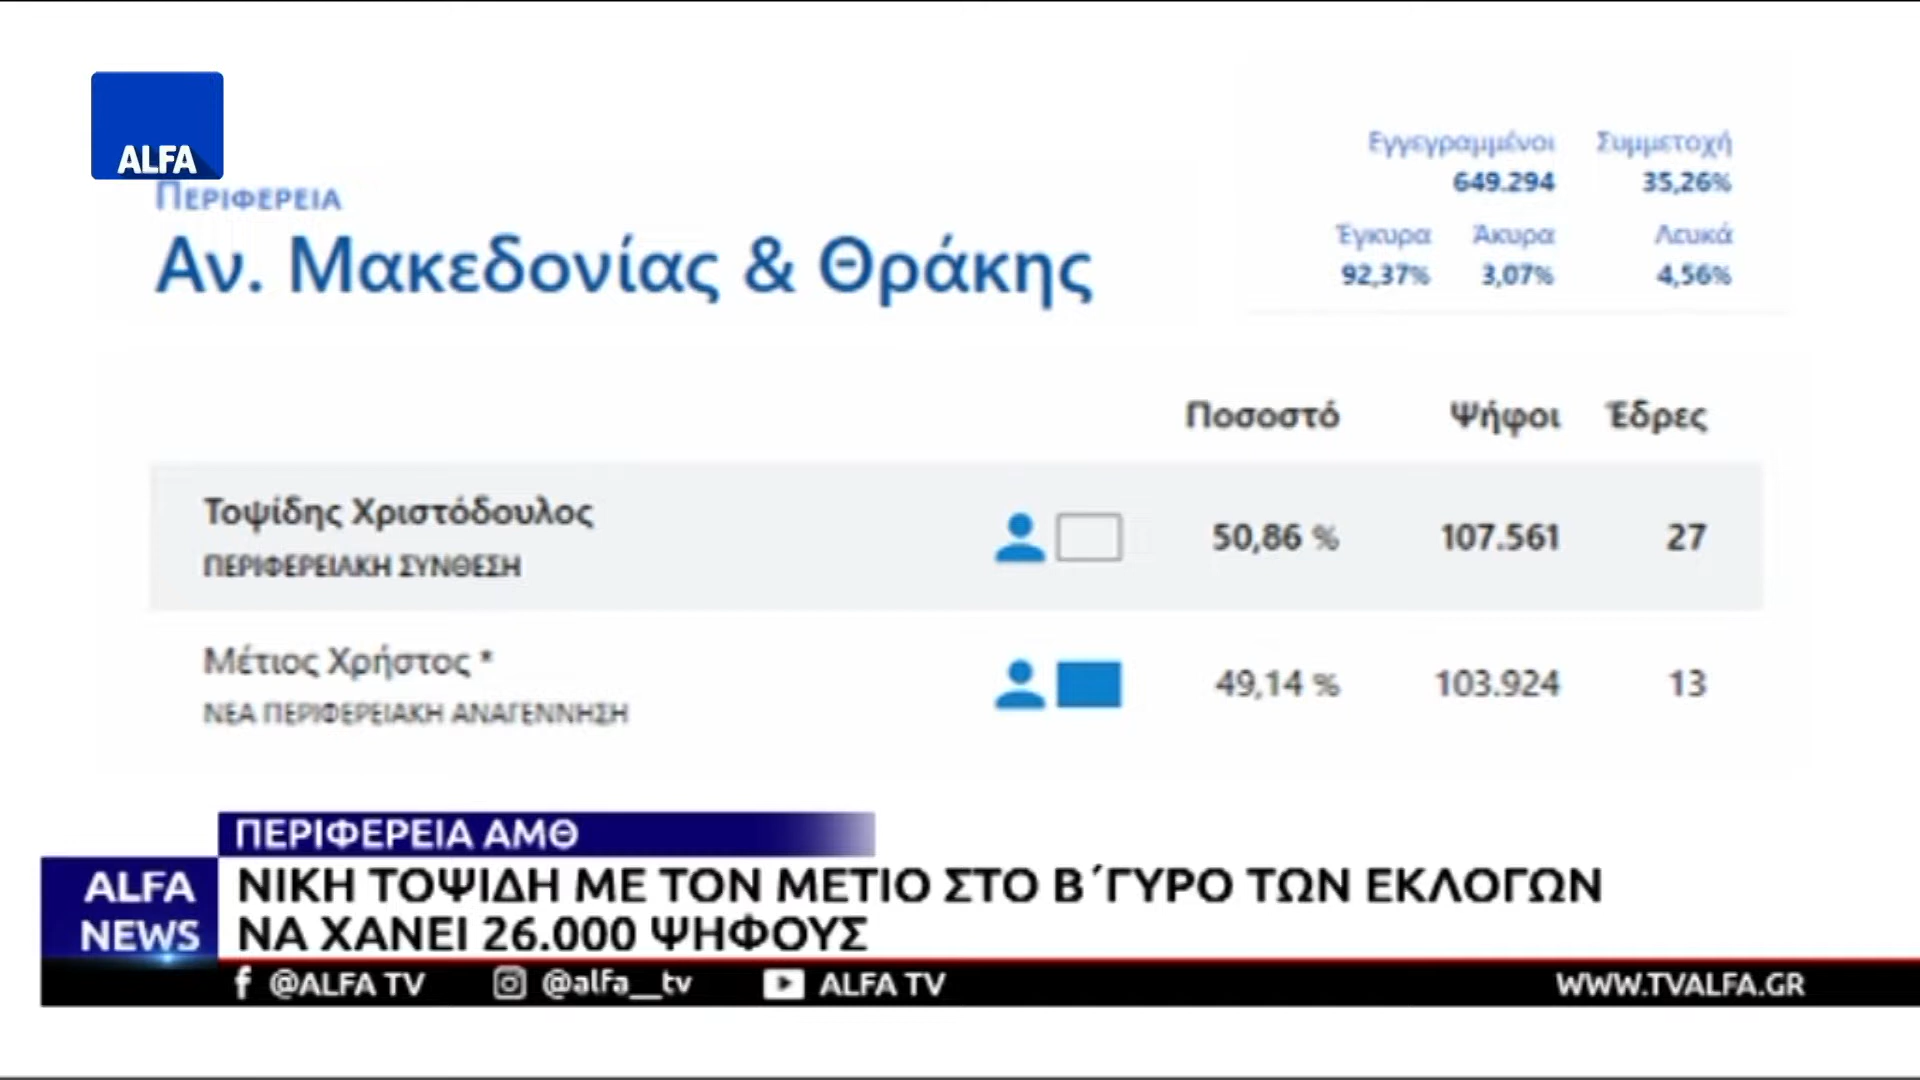 ALFA
ΠΕΡΙΦΕΡΕΙΑ
Αν. Μακεδονίας & Θράκης
Εγγεγραμμένοι Συμμετοχή
649.294 35,26%
Έγκυρα Άκυρα Λευκά
92,37% 3,07% 4,56%
Ποσοστό Ψήφοι Έδρες
Τοψίδης Χριστόδουλος
ΠΕΡΙΦΕΡΕΙΑΚΗ ΣΥΝΘΕΣΗ
50,86 % 107.561 27
Μέτιος Χρήστος *
ΝΕΑ ΠΕΡΙΦΕΡΕΙΑΚΗ ΑΝΑΓΕΝΝΗΣΗ
49,14 % 103.924 13
ΠΕΡΙΦΕΡΕΙΑ ΑΜΘ
ALFA NEWS
ΝΙΚΗ ΤΟΨΙΔΗ ΜΕ ΤΟΝ ΜΕΤΙΟ ΣΤΟ Β΄ΓΥΡΟ ΤΩΝ ΕΚΛΟΓΩΝ
ΝΑ ΧΑΝΕΙ 26.000 ΨΗΦΟΥΣ
@ALFA TV @alfa__tv ALFA TV WWW.TVALFA.GR